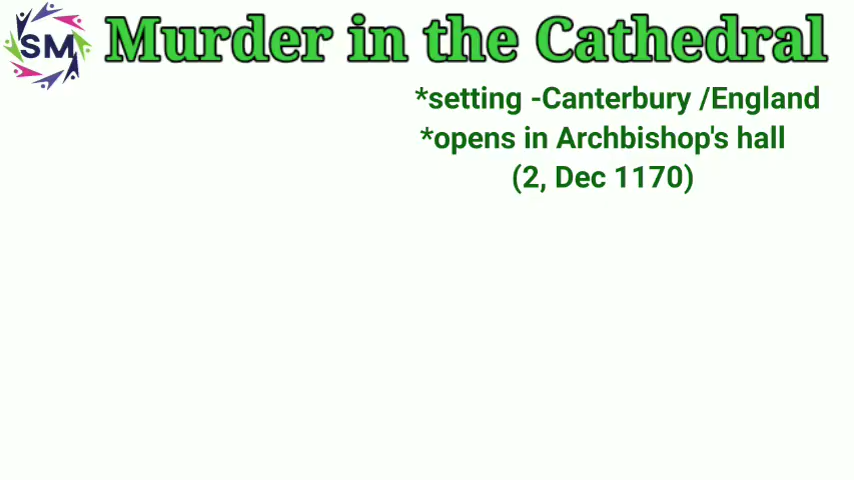 SM
Murder in the Cathedral
*setting -Canterbury /England
*opens in Archbishop's hall
(2, Dec 1170)